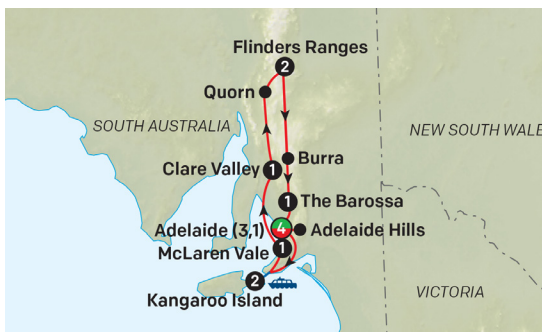 Flinders Ranges
2
Quorn
SOUTH AUSTRALIA
NEW SOUTH WALE
Burra
Clare Valley 1
1 The Barossa
Adelaide (3,1) 4 Adelaide Hills
McLaren Vale 1
2
Kangaroo Island
VICTORIA